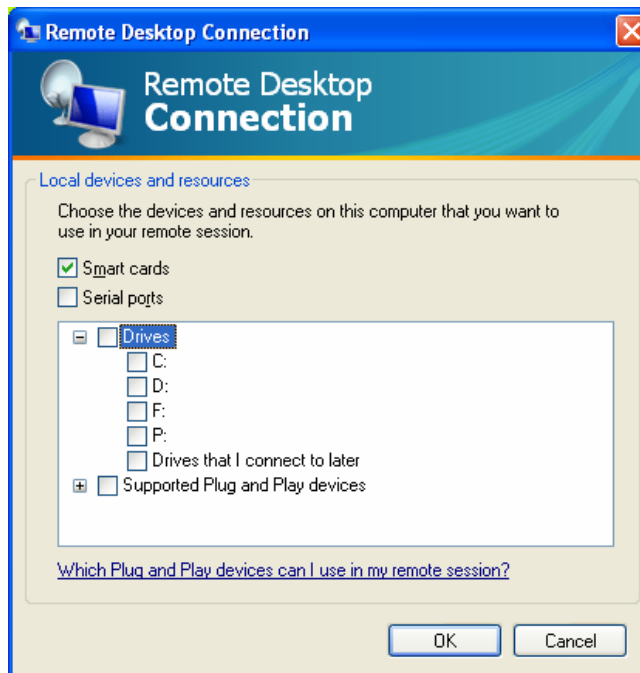 Remote Desktop Connection
Remote Desktop
Connection
Local devices and resources
Choose the devices and resources on this computer that you want to
use in your remote session.
Smart cards
Serial ports
Drives
C:
D:
F:
P:
Drives that I connect to later
Supported Plug and Play devices
Which Plug and Play devices can I use in my remote session?
OK Cancel